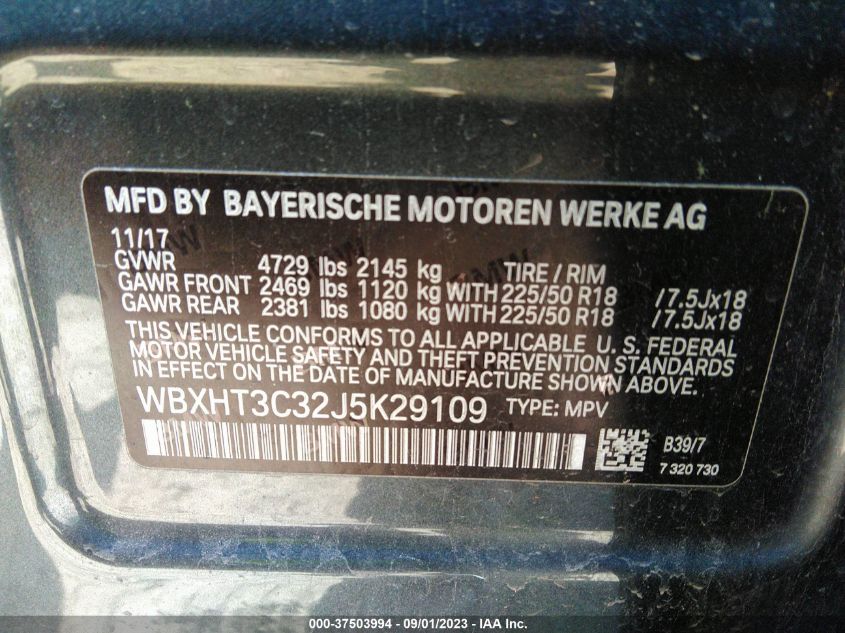 MFD BY BAYERISCHE MOTOREN WERKE AG
11/17
GVWR 4729 lbs 2145 kg TIRE / RIM
GAWR FRONT 2469 lbs 1120 kg WITH 225/50 R18 /7.5Jx18
GAWR REAR 2381 lbs 1080 kg WITH 225/50 R18 /7.5Jx18
THIS VEHICLE CONFORMS TO ALL APPLICABLE U. S. FEDERAL
MOTOR VEHICLE SAFETY AND THEFT PREVENTION STANDARDS
IN EFFECT ON THE DATE OF MANUFACTURE SHOWN ABOVE.
WBXHT3C32J5K29109 TYPE: MPV
B39/7
7 320 730
000-37503994 - 09/01/2023 - IAA Inc.